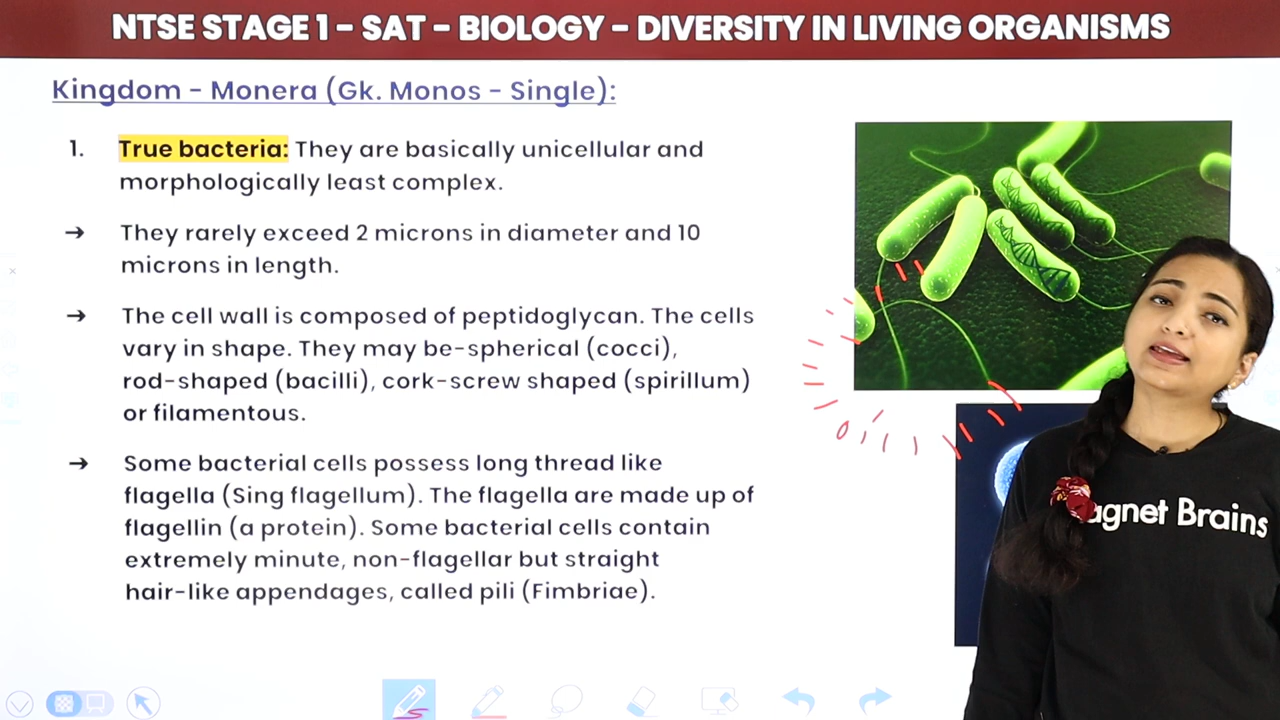 NTSE STAGE 1 – SAT – BIOLOGY – DIVERSITY IN LIVING ORGANISMS
Kingdom – Monera (Gk. Monos – Single):
1. True bacteria: They are basically unicellular and
morphologically least complex.
→ They rarely exceed 2 microns in diameter and 10
microns in length.
→ The cell wall is composed of peptidoglycan. The cells
vary in shape. They may be-spherical (cocci),
rod-shaped (bacilli), cork-screw shaped (spirillum)
or filamentous.
→ Some bacterial cells possess long thread like
flagella (Sing flagellum). The flagella are made up of
flagellin (a protein). Some bacterial cells contain
extremely minute, non-flagellar but straight
hair-like appendages, called pili (Fimbriae).
agnet Brains